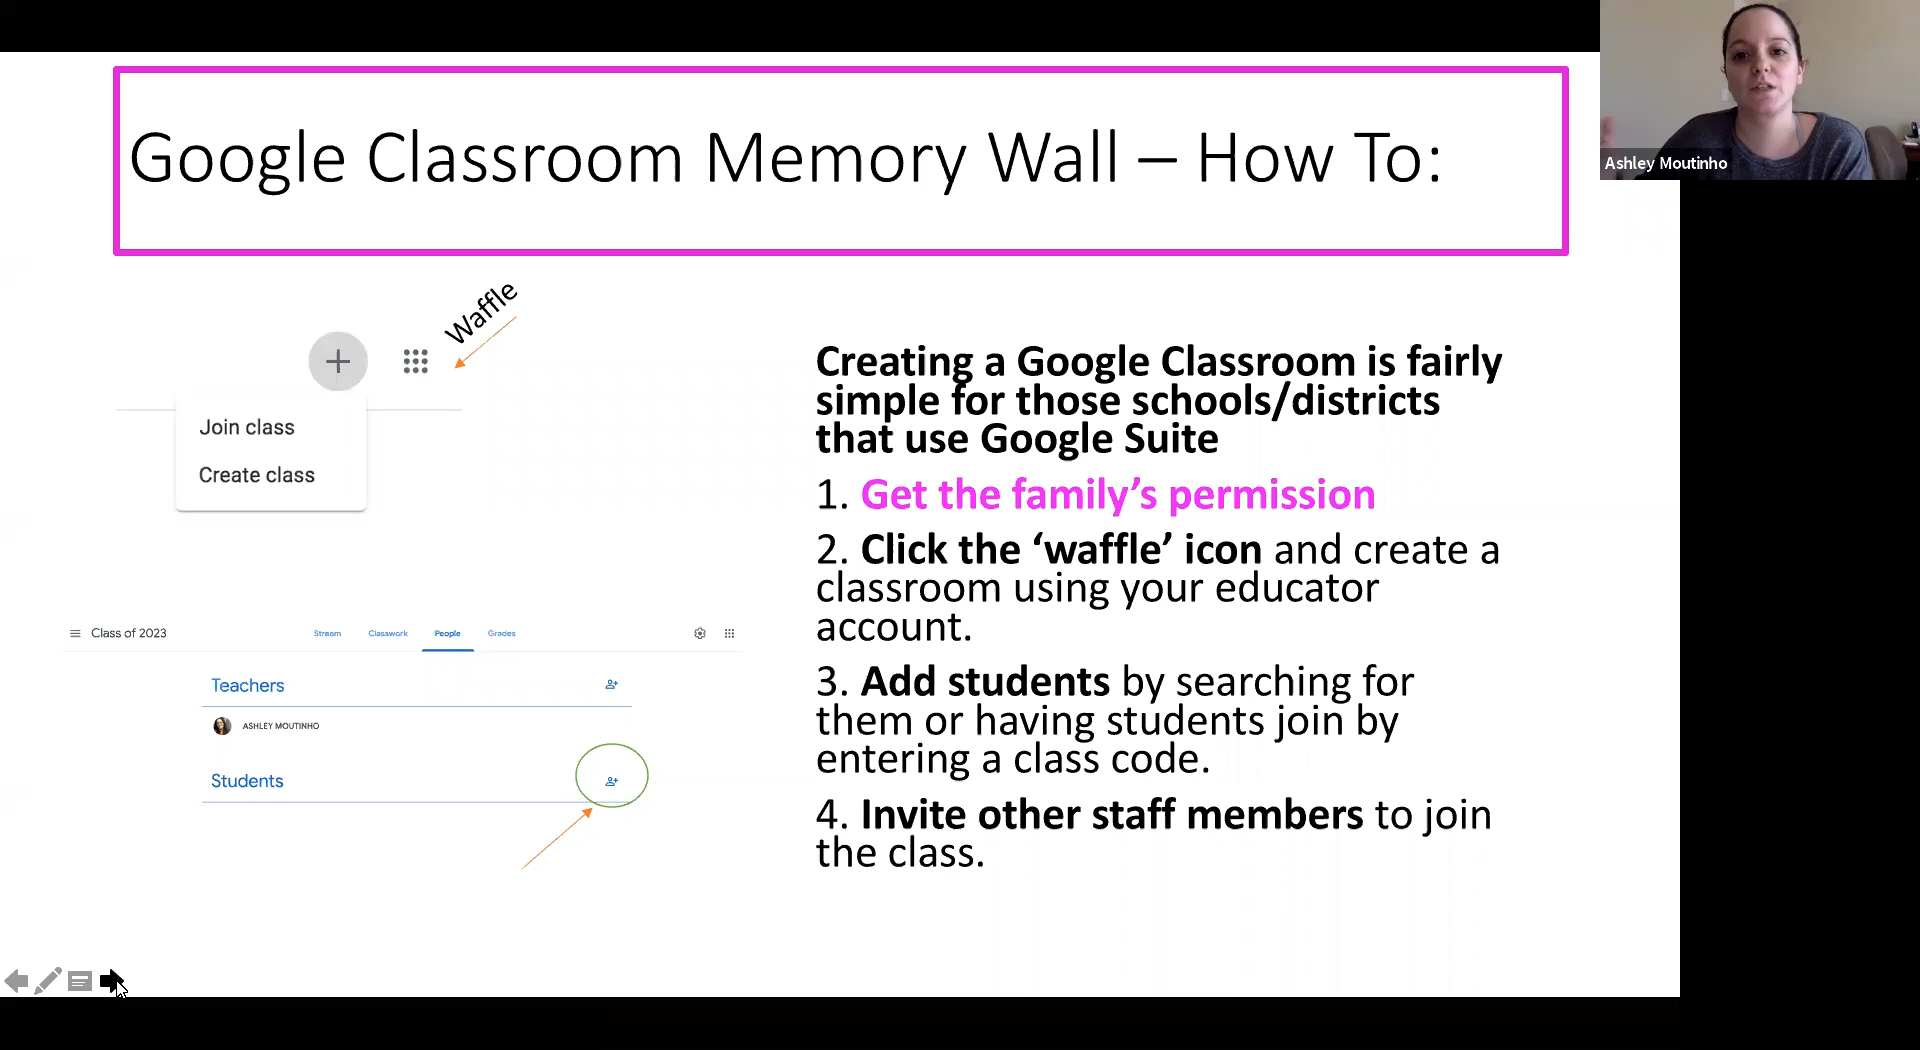 Google Classroom Memory Wall – How To:
Ashley Moutinho
Waffle
Join class
Create class
Creating a Google Classroom is fairly
simple for those schools/districts
that use Google Suite
1. Get the family’s permission
2. Click the ‘waffle’ icon and create a
classroom using your educator
account.
3. Add students by searching for
them or having students join by
entering a class code.
4. Invite other staff members to join
the class.
Class of 2023
Stream Classwork People Grades
Teachers
ASHLEY MOUTINHO
Students